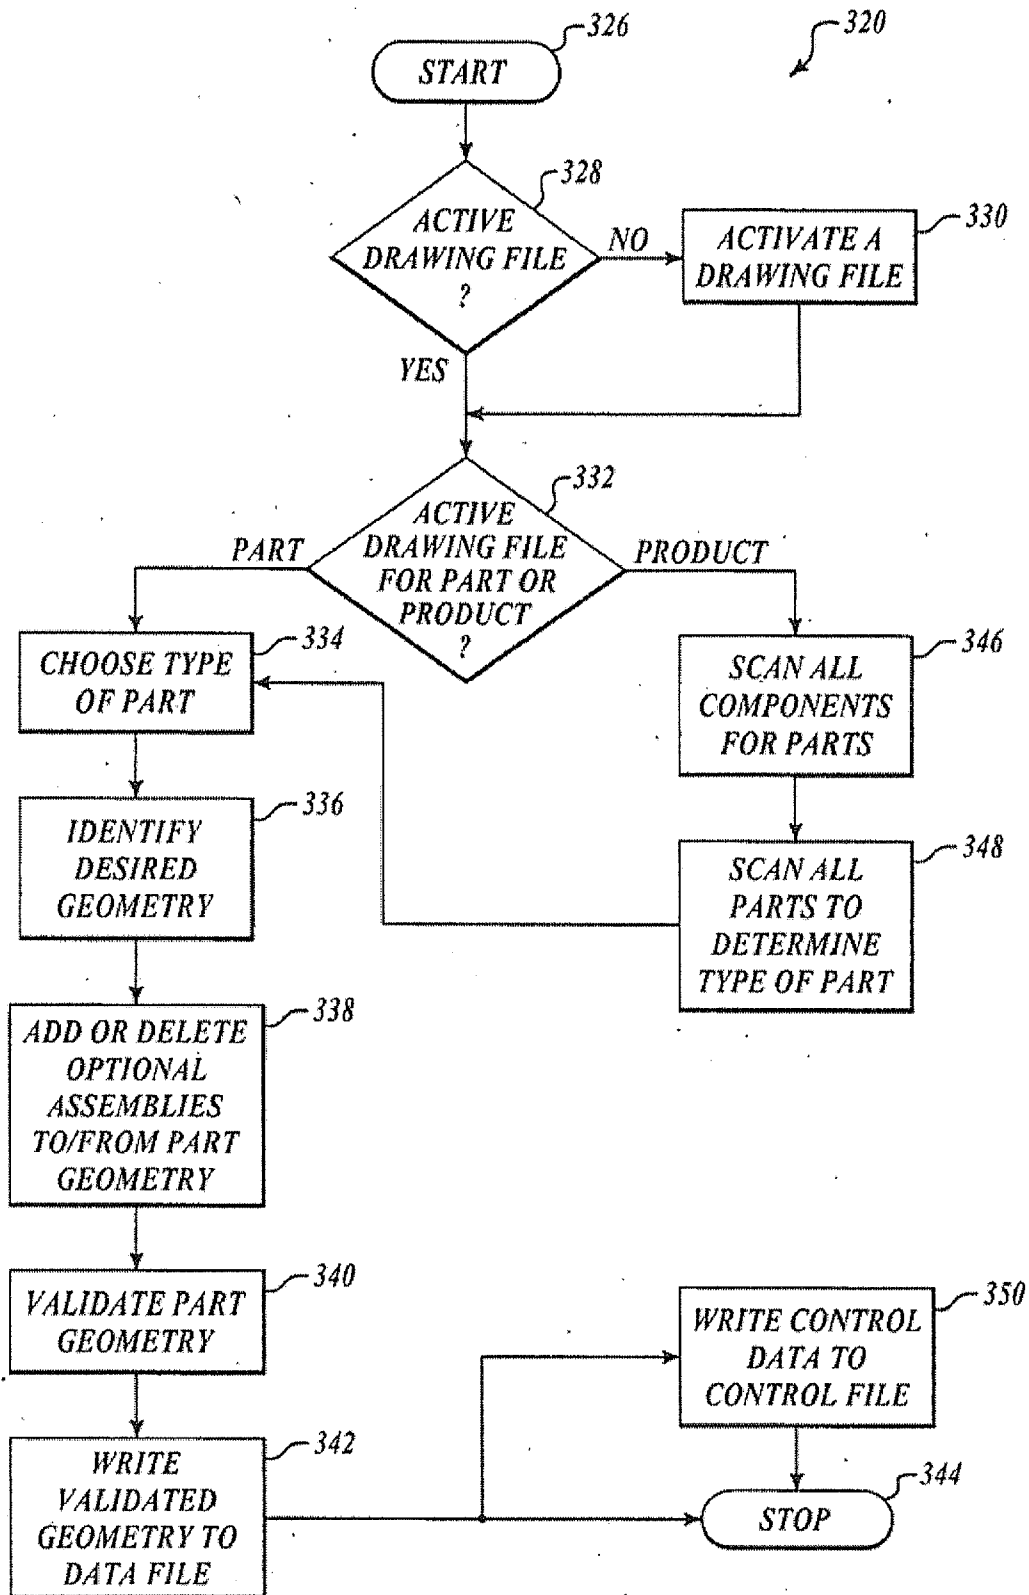 326
320
START
328
ACTIVE
DRAWING FILE
?
NO
330
ACTIVATE A
DRAWING FILE
YES
332
ACTIVE
DRAWING FILE
FOR PART OR
PRODUCT
?
PART
PRODUCT
334
CHOOSE TYPE
OF PART
346
SCAN ALL
COMPONENTS
FOR PARTS
336
IDENTIFY
DESIRED
GEOMETRY
348
SCAN ALL
PARTS TO
DETERMINE
TYPE OF PART
338
ADD OR DELETE
OPTIONAL
ASSEMBLIES
TO/FROM PART
GEOMETRY
340
VALIDATE PART
GEOMETRY
350
WRITE CONTROL
DATA TO
CONTROL FILE
342
WRITE
VALIDATED
GEOMETRY TO
DATA FILE
344
STOP